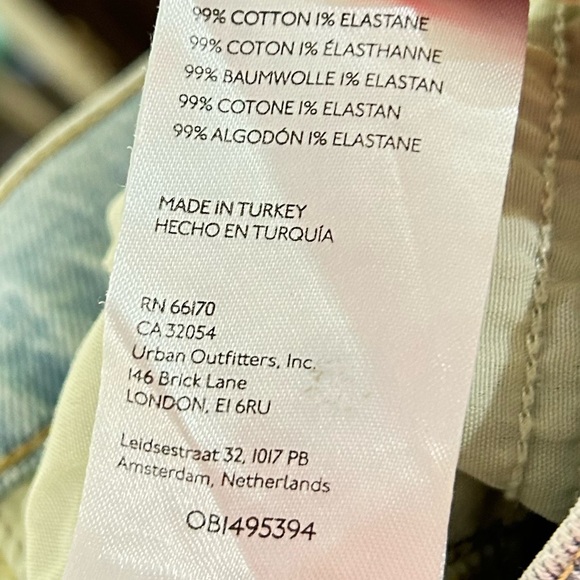 99% COTTON 1% ELASTANE
99% COTON 1% ÉLASTHANNE
99% BAUMWOLLE 1% ELASTAN
99% COTONE 1% ELASTAN
99% ALGODÓN 1% ELASTANE
MADE IN TURKEY
HECHO EN TURQUÍA
RN 66170
CA 32054
Urban Outfitters, Inc.
146 Brick Lane
LONDON, E1 6RU
Leidsestraat 32, 1017 PB
Amsterdam, Netherlands
OB1495394